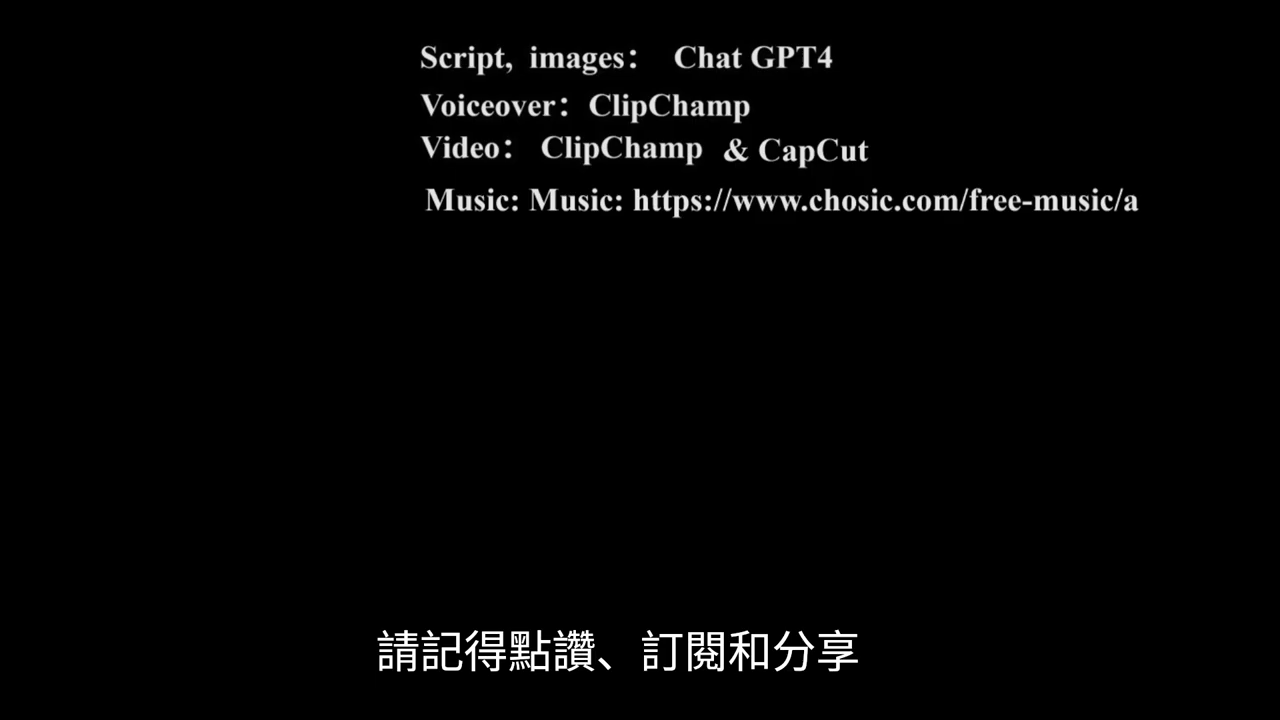 Script, images： Chat GPT4
Voiceover：ClipChamp
Video： ClipChamp & CapCut
Music: Music: https://www.chosic.com/free-music/a
請記得點讚、訂閱和分享